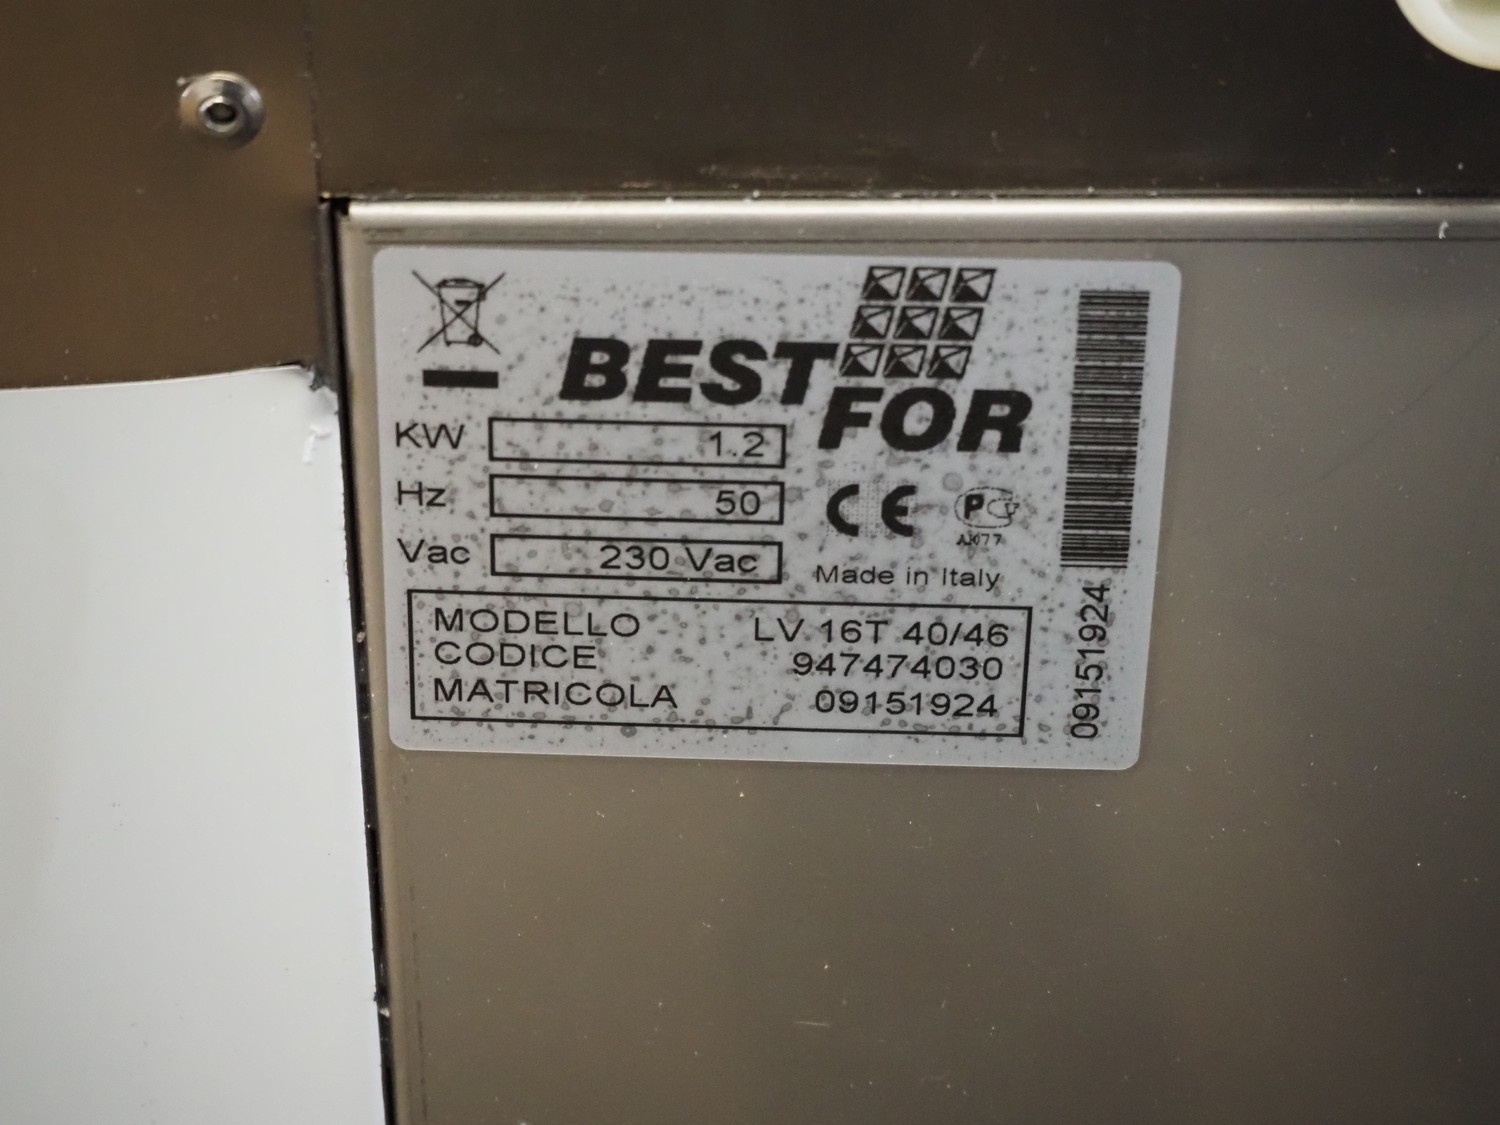 BEST
FOR
KW 1.2
Hz 50
Vac 230 Vac
CE
Made in Italy
MODELLO LV 16T 40/46
CODICE 947474030
MATRICOLA 09151924
09151924